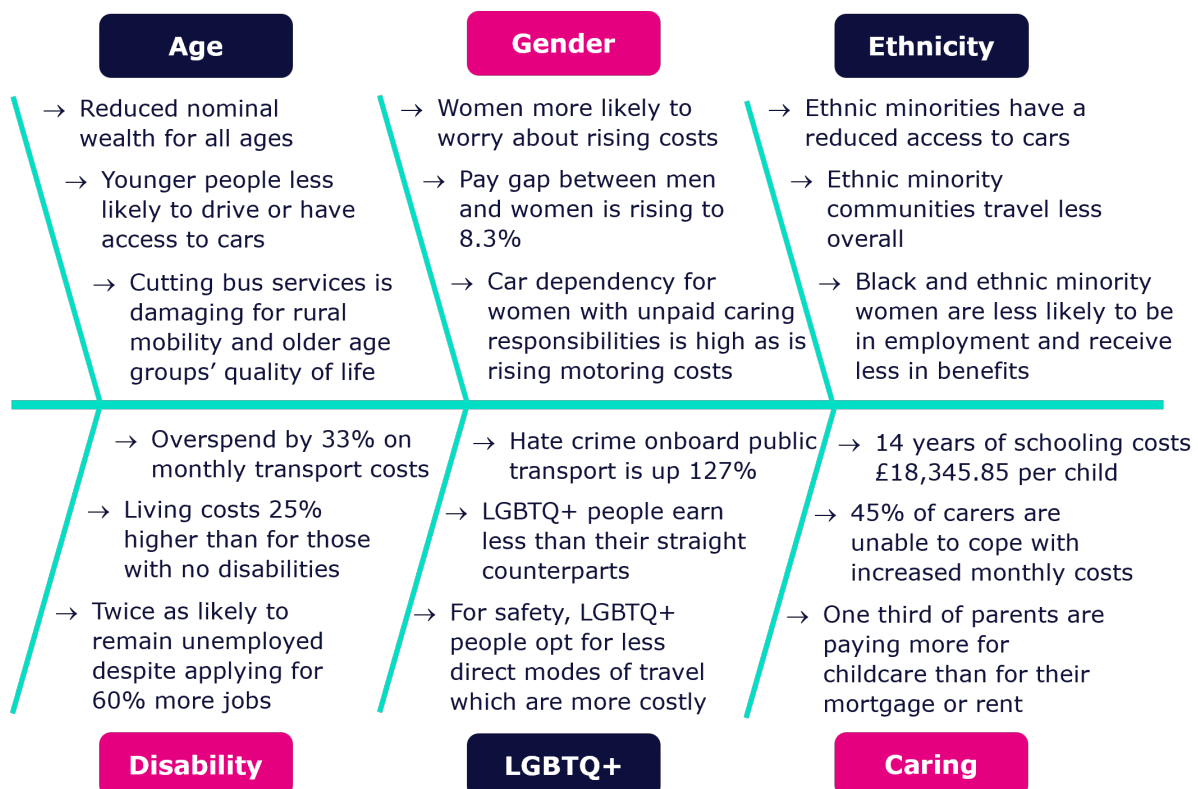 Age
→ Reduced nominal
wealth for all ages
→ Younger people less
likely to drive or have
access to cars
→ Cutting bus services is
damaging for rural
mobility and older age
groups’ quality of life
Gender
→ Women more likely to
worry about rising costs
→ Pay gap between men
and women is rising to
8.3%
→ Car dependency for
women with unpaid caring
responsibilities is high as is
rising motoring costs
Ethnicity
→ Ethnic minorities have a
reduced access to cars
→ Ethnic minority
communities travel less
overall
→ Black and ethnic minority
women are less likely to be
in employment and receive
less in benefits
→ Overspend by 33% on
monthly transport costs
→ Living costs 25%
higher than for those
with no disabilities
→ Twice as likely to
remain unemployed
despite applying for
60% more jobs
Disability
→ Hate crime onboard public
transport is up 127%
→ LGBTQ+ people earn
less than their straight
counterparts
→ For safety, LGBTQ+
people opt for less
direct modes of travel
which are more costly
LGBTQ+
→ 14 years of schooling costs
£18,345.85 per child
→ 45% of carers are
unable to cope with
increased monthly costs
→ One third of parents are
paying more for
childcare than for their
mortgage or rent
Caring